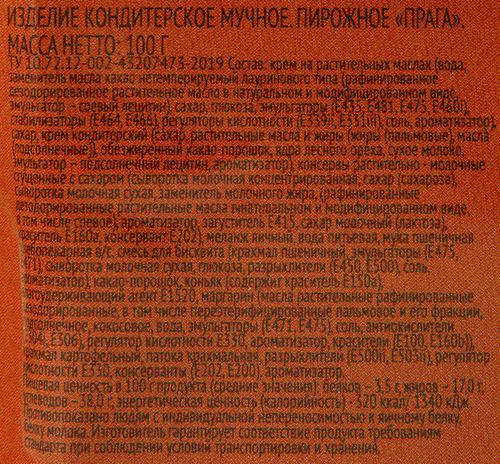 ИЗДЕЛИЕ КОНДИТЕРСКОЕ МУЧНОЕ. ПИРОЖНОЕ «ПРАГА».
МАССА НЕТТО: 100 Г
ТУ 10.72.12-002-43207473-2019 Состав: крем на растительных маслах (вода,
заменитель масла какао нетемперируемый лауринового типа (рафинированное
дезодорированное растительное масло в натуральном и модифицированном виде,
эмульгатор – соевый лецитин), сахар, глюкоза, эмульгаторы (Е435, Е481, Е475, Е460i),
стабилизаторы (Е464, Е466), регуляторы кислотности (Е339ii, Е331iii), соль, ароматизатор),
сахар, крем кондитерский (сахар, растительные масла и жиры (жиры (пальмовые), масла
(подсолнечные)), обезжиренный какао-порошок, ядра лесного ореха, сухое молоко,
эмульгатор – подсолнечный лецитин, ароматизатор), консервы растительно - молочные
сгущенные с сахаром (сыворотка молочная концентрированная, сахар (сахароза),
сыворотка молочная сухая, заменитель молочного жира, (рафинированные
дезодорированные растительные масла внатуральном и модифицированном виде,
в том числе соевое), ароматизатор, загуститель Е415, сахар молочный (лактоза),
краситель Е160а, консервант Е202), меланж яичный, вода питьевая, мука пшеничная
хлебопекарная в/с, смесь для бисквита (крахмал пшеничный, эмульгаторы (Е475,
Е471), сыворотка молочная сухая, глюкоза, разрыхлители (Е450, Е500), соль,
ароматизатор), какао-порошок, коньяк (содержит краситель Е150а),
влагоудерживающий агент Е1520, маргарин (масла растительные рафинированные
дезодорированные, в том числе переэтерифицированные пальмовое и его фракции,
подсолнечное, кокосовое, вода, эмульгаторы (Е471, Е475), соль, антиокислители
(Е304i, Е306), регулятор кислотности Е330, ароматизатор, красители (Е100, Е160b)),
крахмал картофельный, патока крахмальная, разрыхлители (Е500ii, Е503ii), регулятор
кислотности Е330, консерванты (Е202, Е200), ароматизатор.
Пищевая ценность в 100 г продукта (средние значения): белков – 3,5 г, жиров – 17,0 г,
углеводов – 38,0 г, энергетическая ценность (калорийность) - 320 ккал/ 1340 кДж.
Противопоказано людям с индивидуальной непереносимостью к яичному белку,
белку молока. Изготовитель гарантирует соответствие продукта требованиям
стандарта при соблюдении условий транспортировки и хранения.